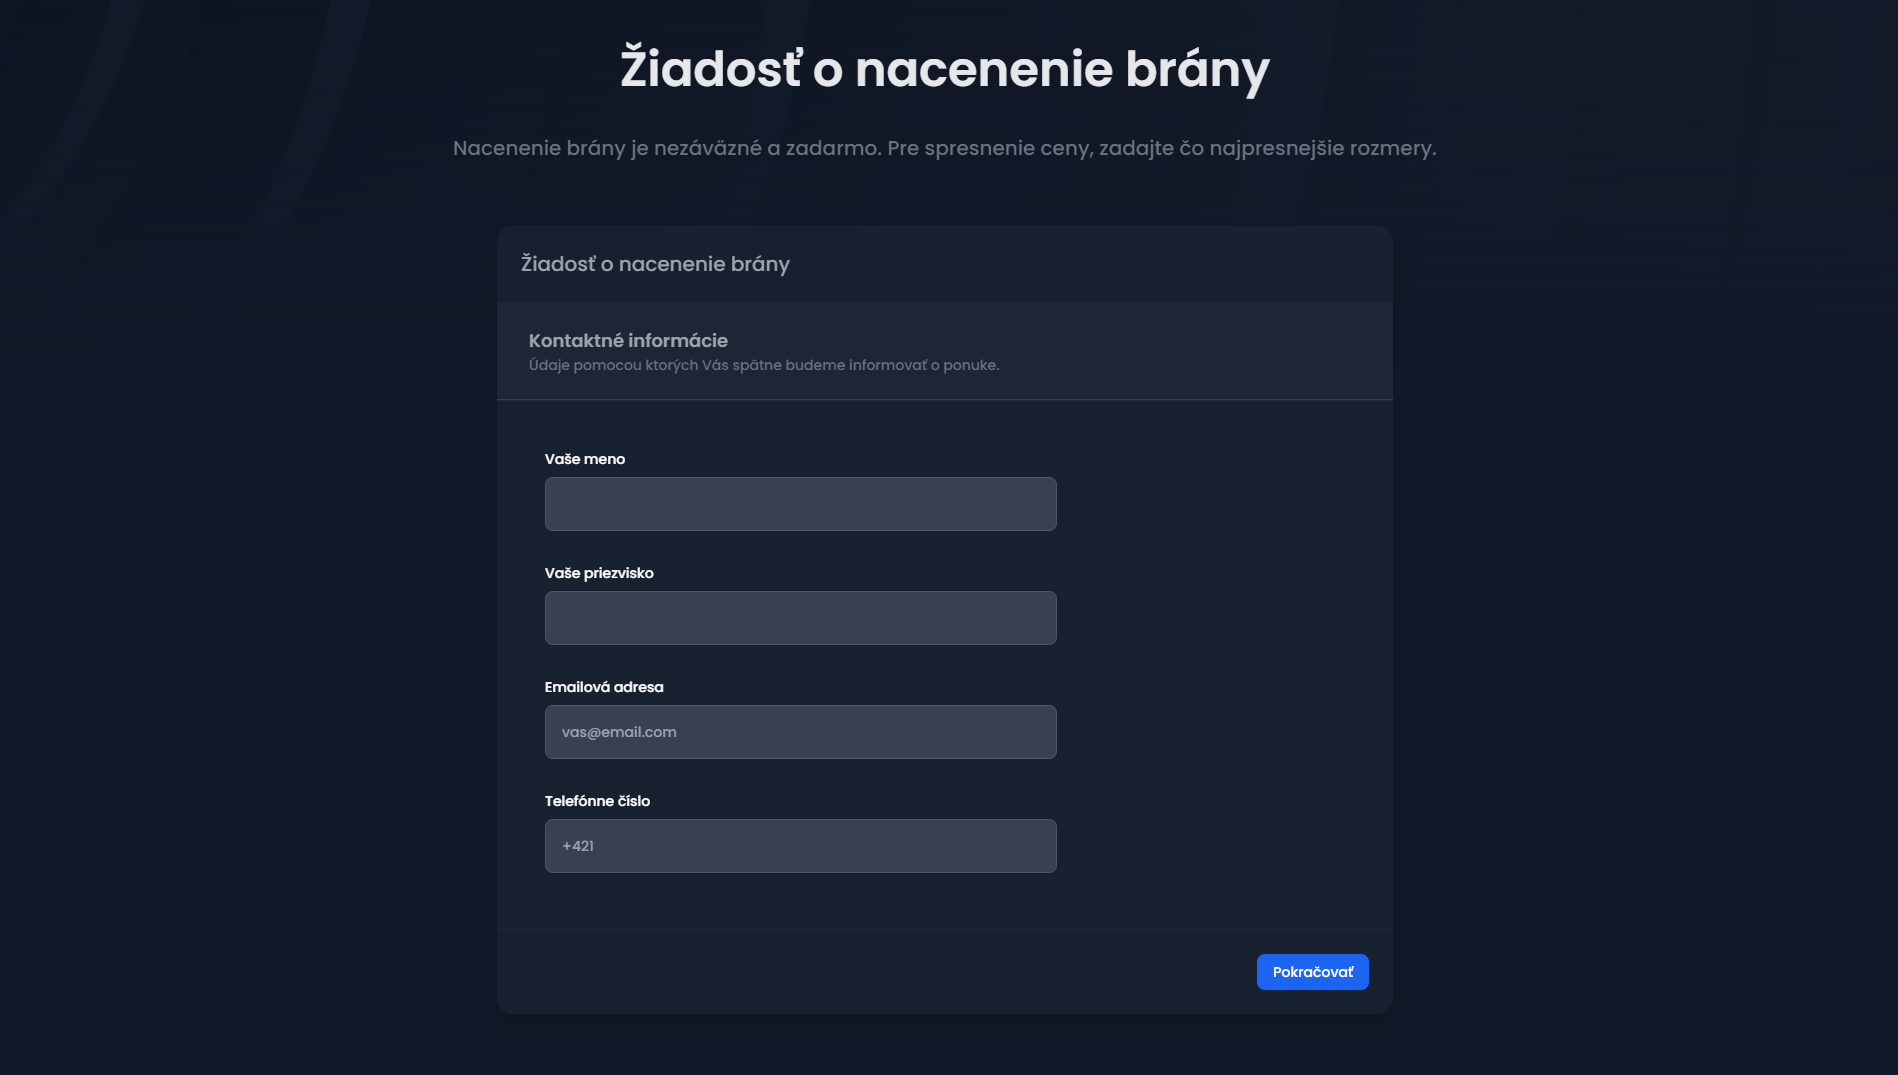 Žiadosť o nacenenie brány
Nacenenie brány je nezáväzné a zadarmo. Pre spresnenie ceny, zadajte čo najpresnejšie rozmery.
Žiadosť o nacenenie brány
Kontaktné informácie
Údaje pomocou ktorých Vás spätne budeme informovať o ponuke.
Vaše meno
Vaše priezvisko
Emailová adresa
vas@email.com
Telefónne číslo
+421
Pokračovať